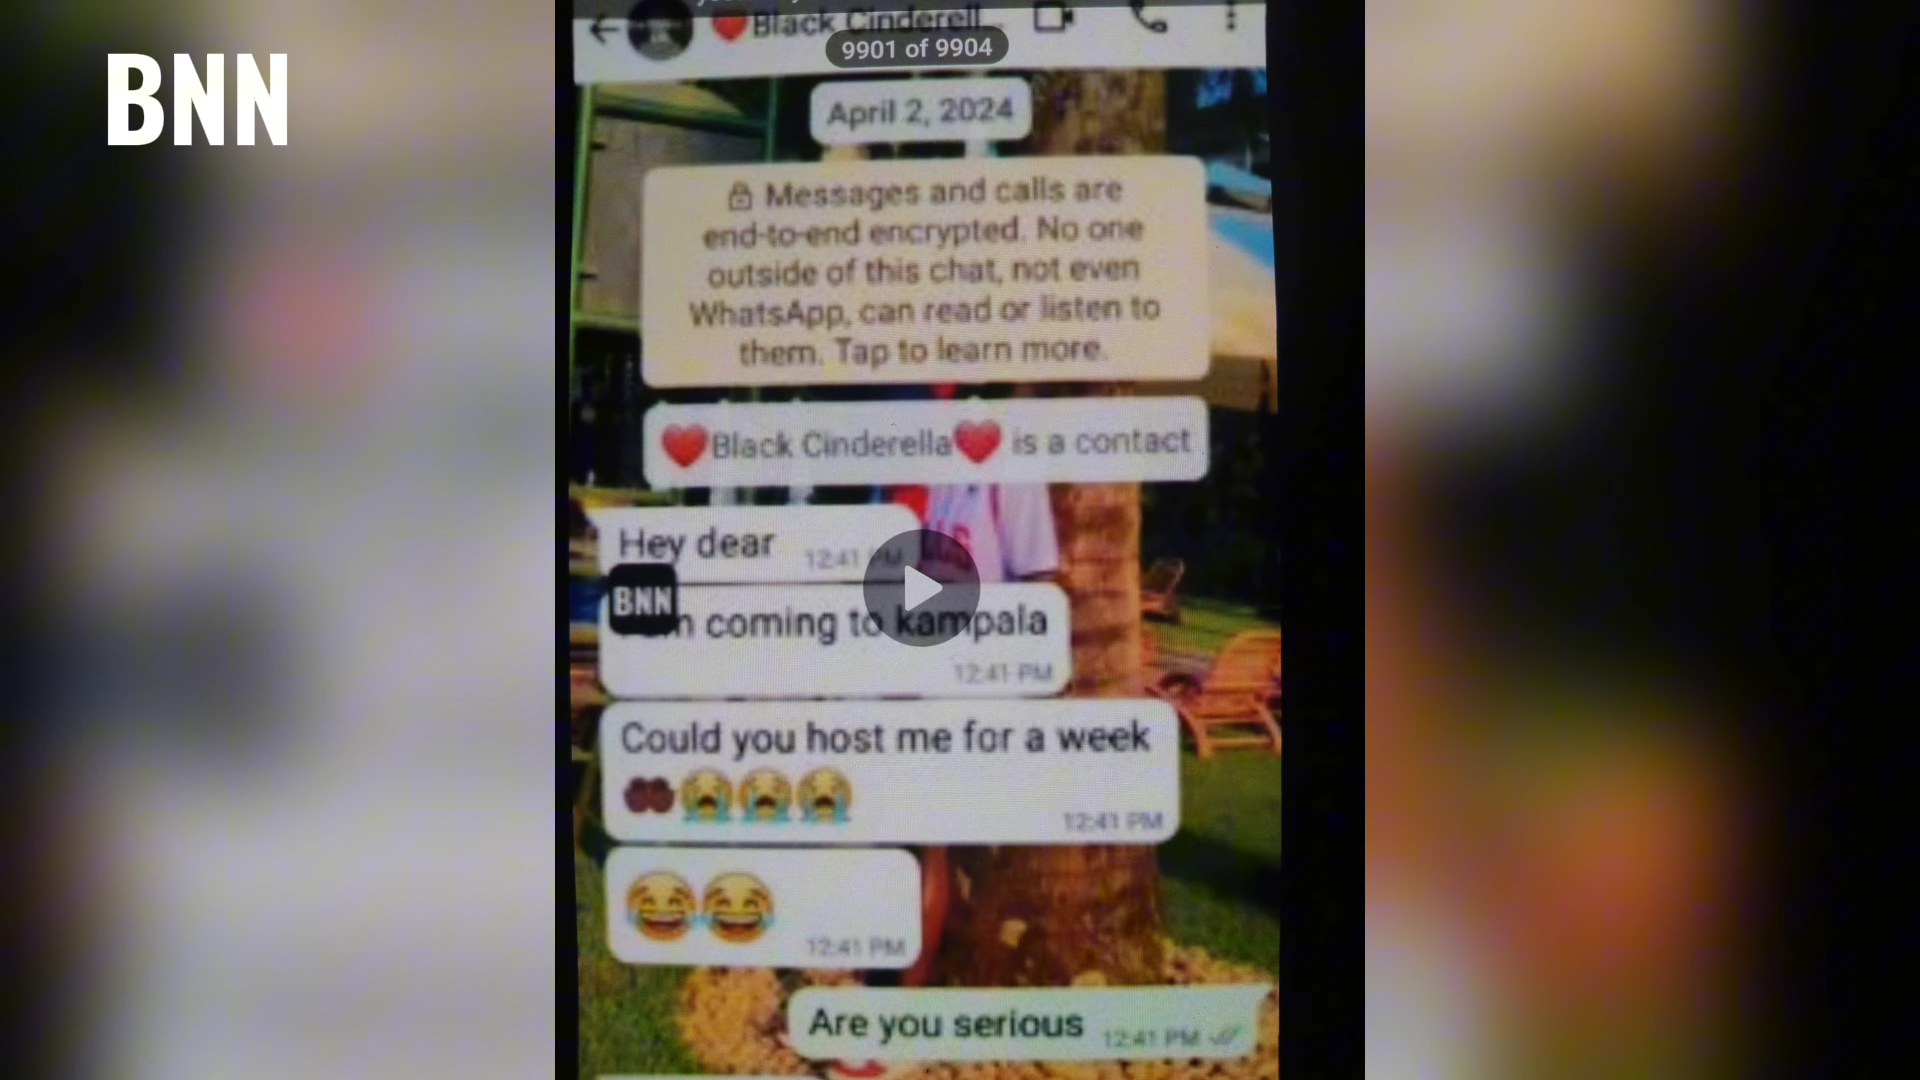 BNN
❤️Black Cinderell...
9901 of 9904
April 2, 2024
Messages and calls are
end-to-end encrypted. No one
outside of this chat, not even
WhatsApp, can read or listen to
them. Tap to learn more.
❤️Black Cinderella❤️ is a contact
Hey dear 12:41 PM
BNN
coming to kampala
12:41 PM
Could you host me for a week
🤲🏿😭😭😭
12:41 PM
😂😂
12:41 PM
Are you serious 12:41 PM